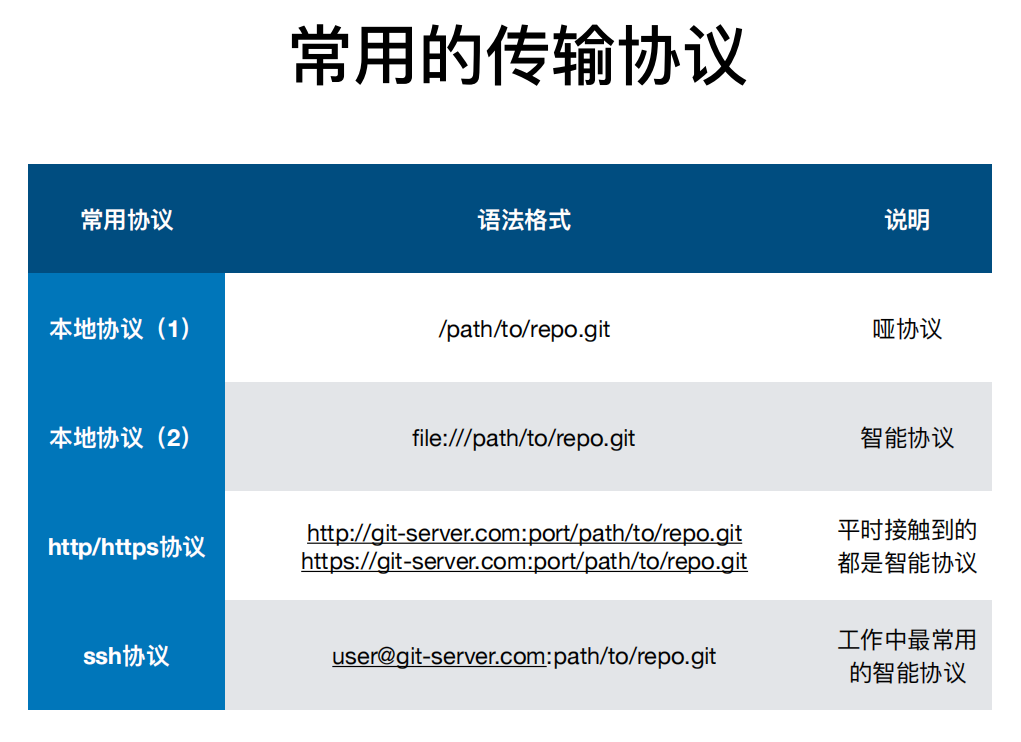 常用的传输协议
常用协议 语法格式 说明
本地协议（1） /path/to/repo.git 哑协议
本地协议（2） file:///path/to/repo.git 智能协议
http/https协议
http://git-server.com:port/path/to/repo.git
https://git-server.com:port/path/to/repo.git
平时接触到的
都是智能协议
ssh协议
user@git-server.com:path/to/repo.git
工作中最常用
的智能协议